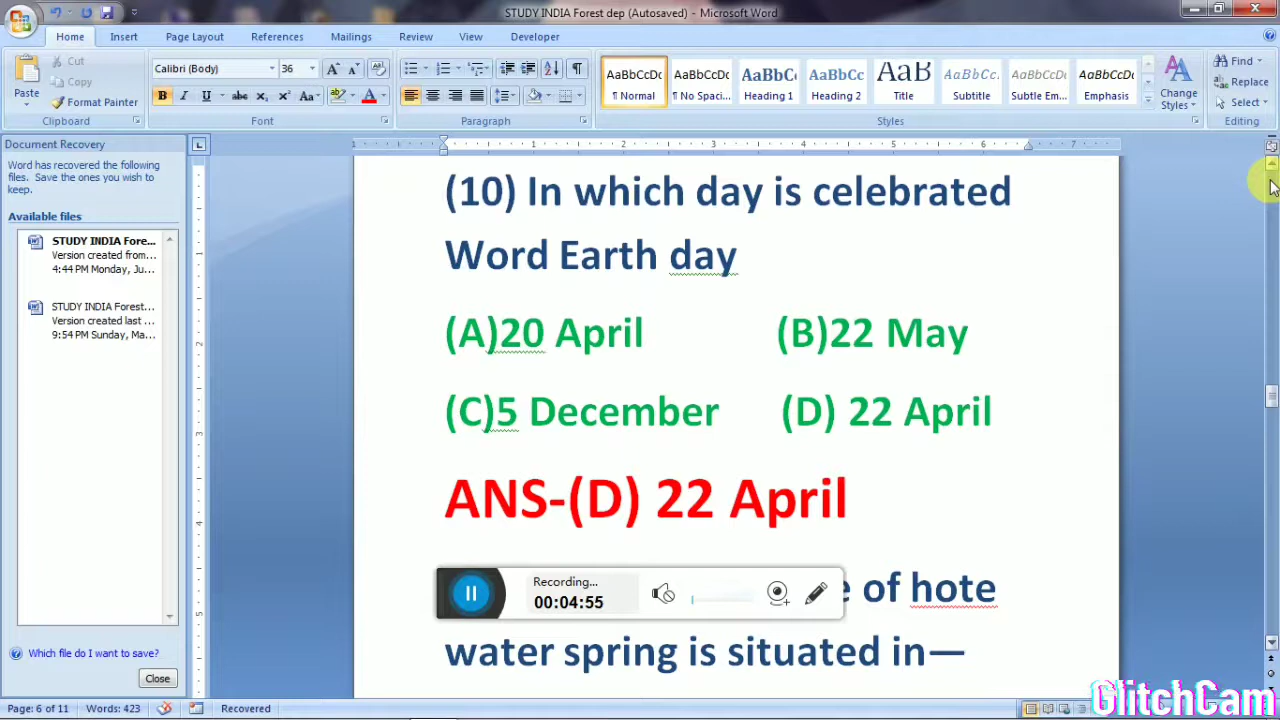 STUDY INDIA Forest dep (Autosaved) - Microsoft Word
Home Insert Page Layout References Mailings Review View Developer
Paste
Cut
Copy
Format Painter
Clipboard
Calibri (Body) 36
Font
Paragraph
AaBbCcDc AaBbCcDc AaBbC AaBbCc AaB AaBbCc. AaBbCcDc AaBbCcDc
¶ Normal ¶ No Spaci... Heading 1 Heading 2 Title Subtitle Subtle Em... Emphasis
Styles
Change Styles
Find
Replace
Select
Editing
Document Recovery
Word has recovered the following
files. Save the ones you wish to
keep.
Available files
STUDY INDIA Fore...
Version created from...
4:44 PM Monday, Ju...
STUDY INDIA Forest...
Version created last ...
9:54 PM Sunday, Ma...
Which file do I want to save?
Close
(10) In which day is celebrated
Word Earth day
(A)20 April (B)22 May
(C)5 December (D) 22 April
ANS-(D) 22 April
Recording...
00:04:55
of hote
water spring is situated in—
Page: 6 of 11 Words: 423 Recovered
GlitchCam